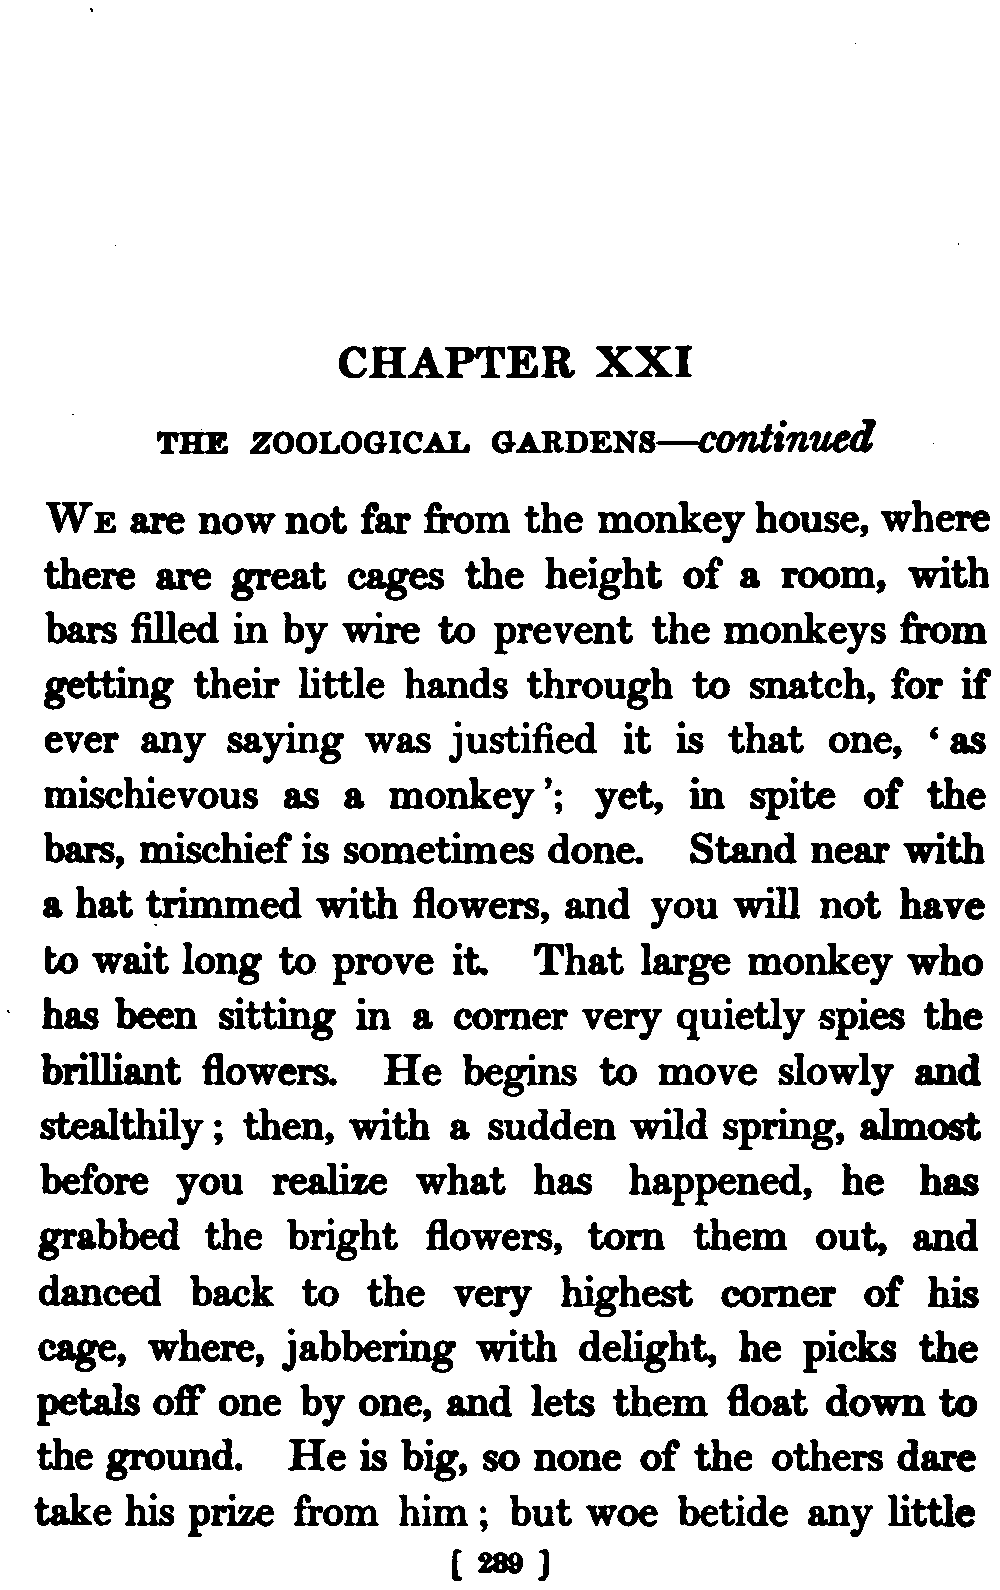 CHAPTER XXI
THE ZOOLOGICAL GARDENS—continued
WE are now not far from the monkey house, where
there are great cages the height of a room, with
bars filled in by wire to prevent the monkeys from
getting their little hands through to snatch, for if
ever any saying was justified it is that one, ‘as
mischievous as a monkey’; yet, in spite of the
bars, mischief is sometimes done. Stand near with
a hat trimmed with flowers, and you will not have
to wait long to prove it. That large monkey who
has been sitting in a corner very quietly spies the
brilliant flowers. He begins to move slowly and
stealthily; then, with a sudden wild spring, almost
before you realize what has happened, he has
grabbed the bright flowers, torn them out, and
danced back to the very highest corner of his
cage, where, jabbering with delight, he picks the
petals off one by one, and lets them float down to
the ground. He is big, so none of the others dare
take his prize from him; but woe betide any little
[ 289 ]